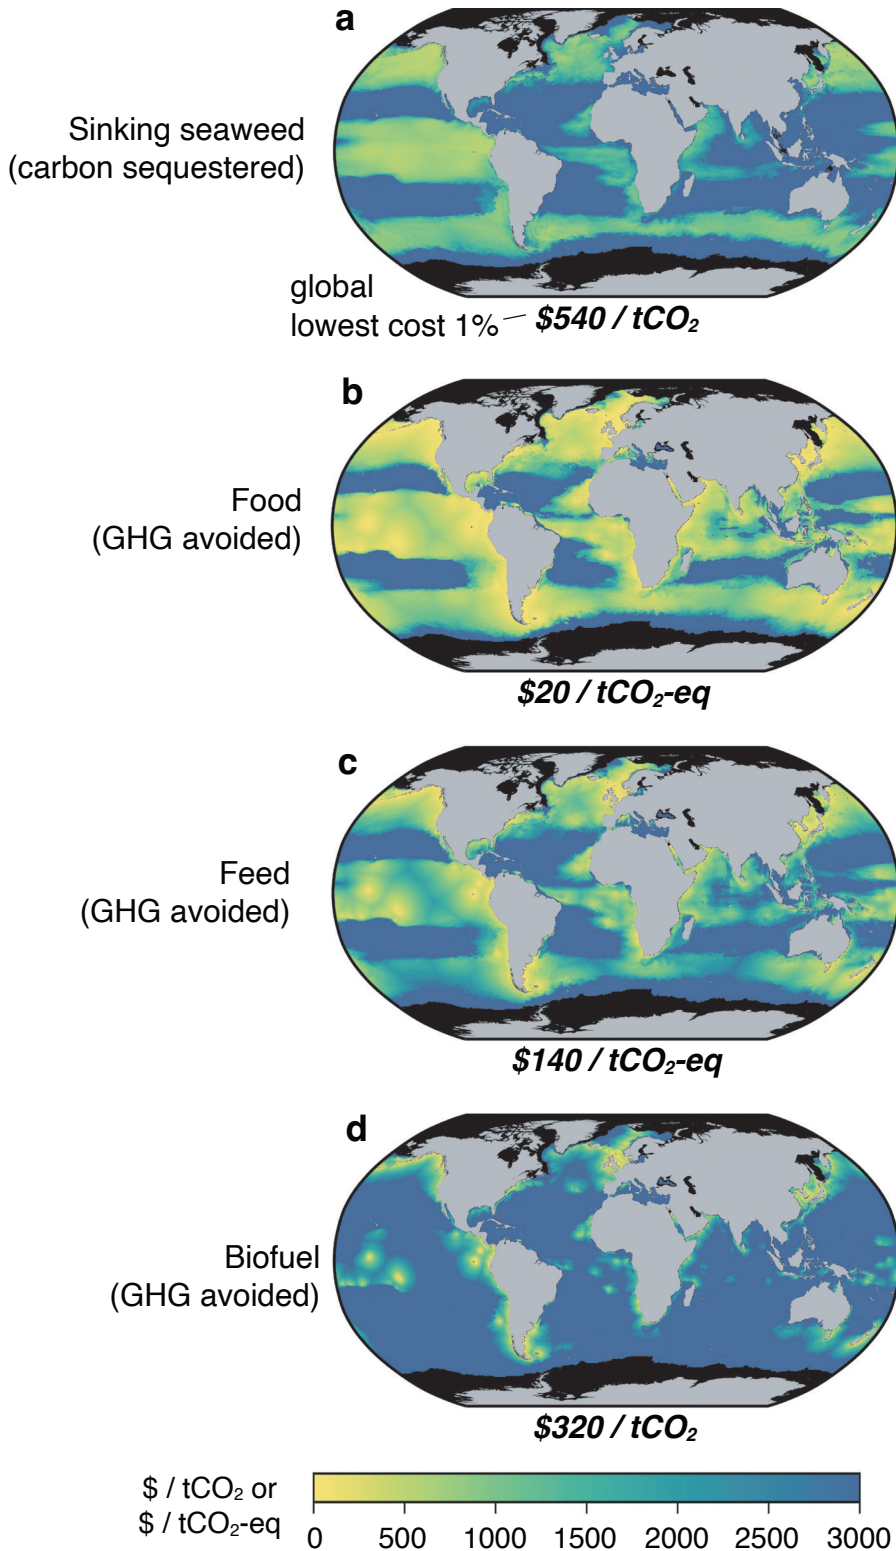 a
Sinking seaweed
(carbon sequestered)
global
lowest cost 1%
$540 / tCO₂
b
Food
(GHG avoided)
$20 / tCO₂-eq
c
Feed
(GHG avoided)
$140 / tCO₂-eq
d
Biofuel
(GHG avoided)
$320 / tCO₂
$ / tCO₂ or
$ / tCO₂-eq
0 500 1000 1500 2000 2500 3000